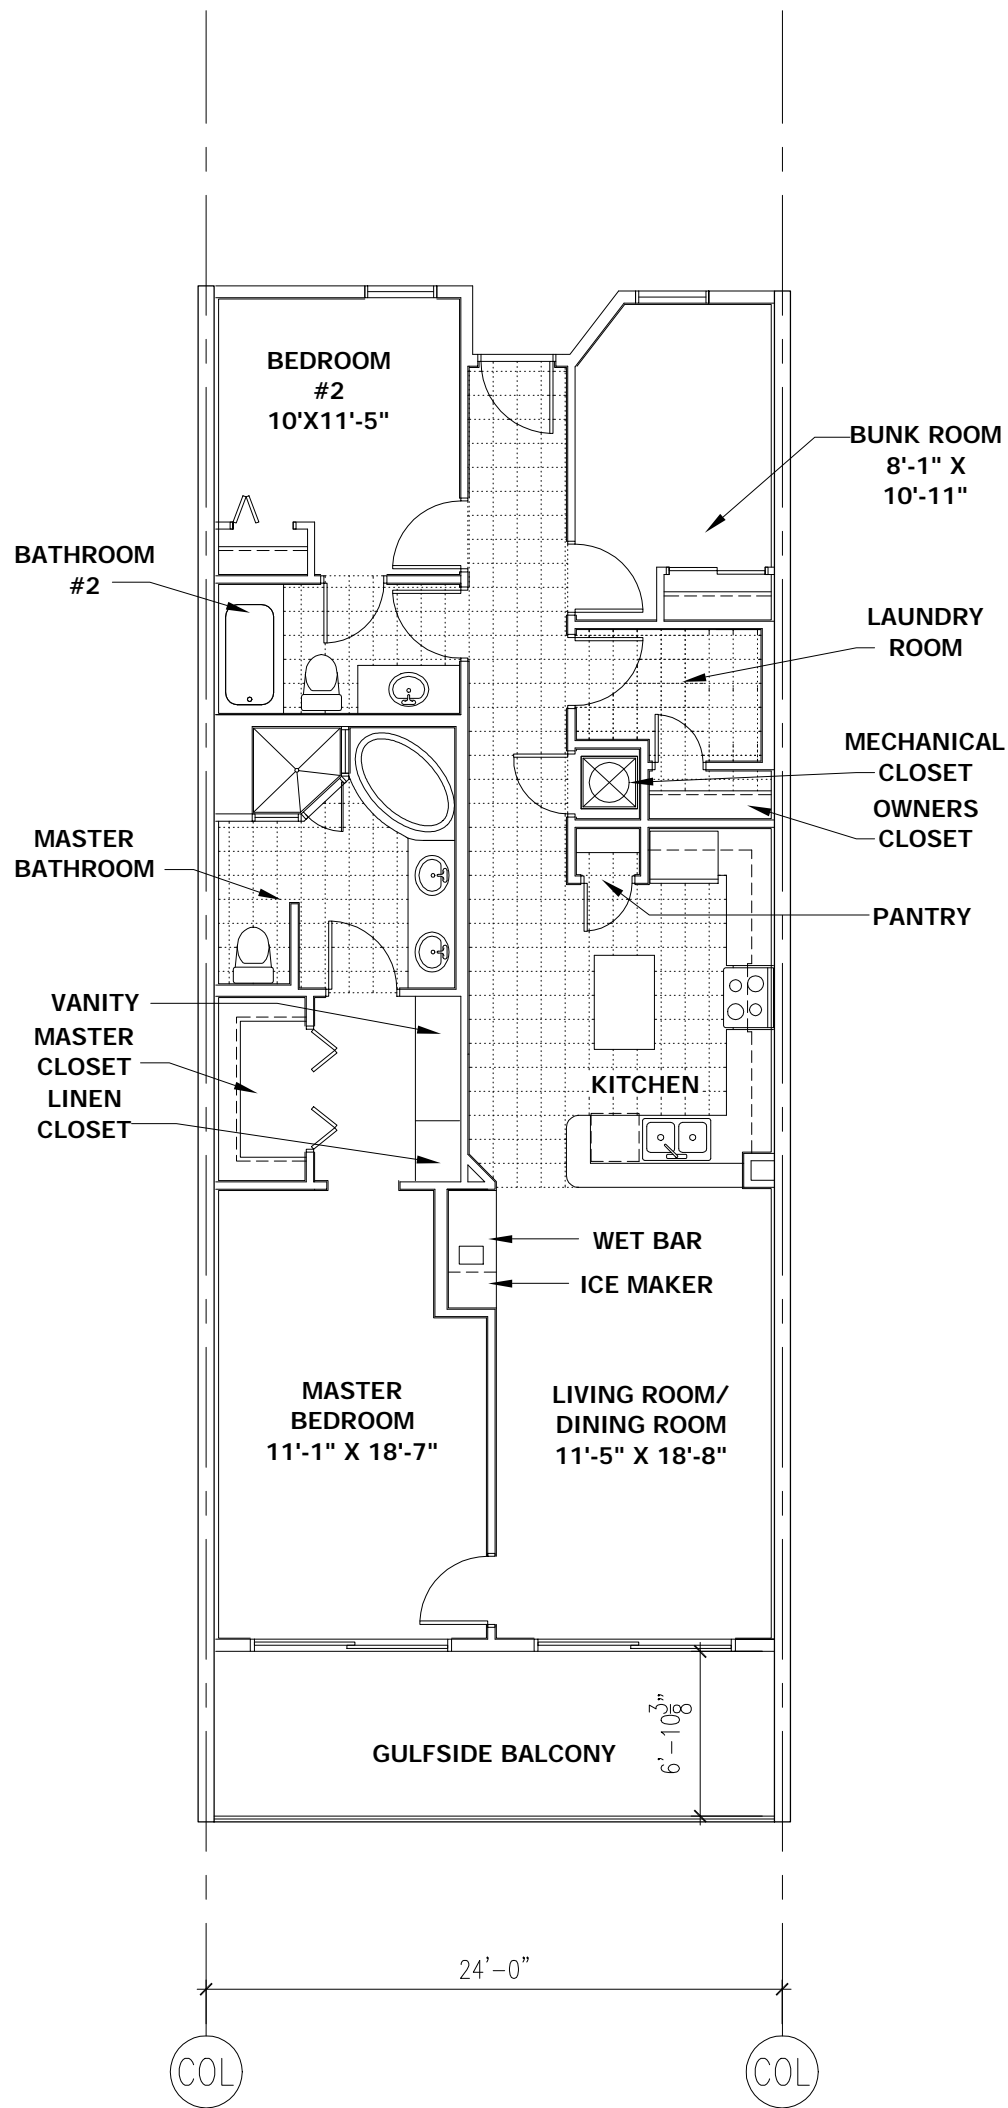 BEDROOM
#2
10'X11'-5"
BUNK ROOM
8'-1" X
10'-11"
BATHROOM
#2
LAUNDRY
ROOM
MECHANICAL
CLOSET
OWNERS
CLOSET
MASTER
BATHROOM
PANTRY
VANITY
MASTER
CLOSET
LINEN
CLOSET
KITCHEN
WET BAR
ICE MAKER
MASTER
BEDROOM
11'-1" X 18'-7"
LIVING ROOM/
DINING ROOM
11'-5" X 18'-8"
6'-10 3/8"
GULFSIDE BALCONY
24'-0"
COL
COL